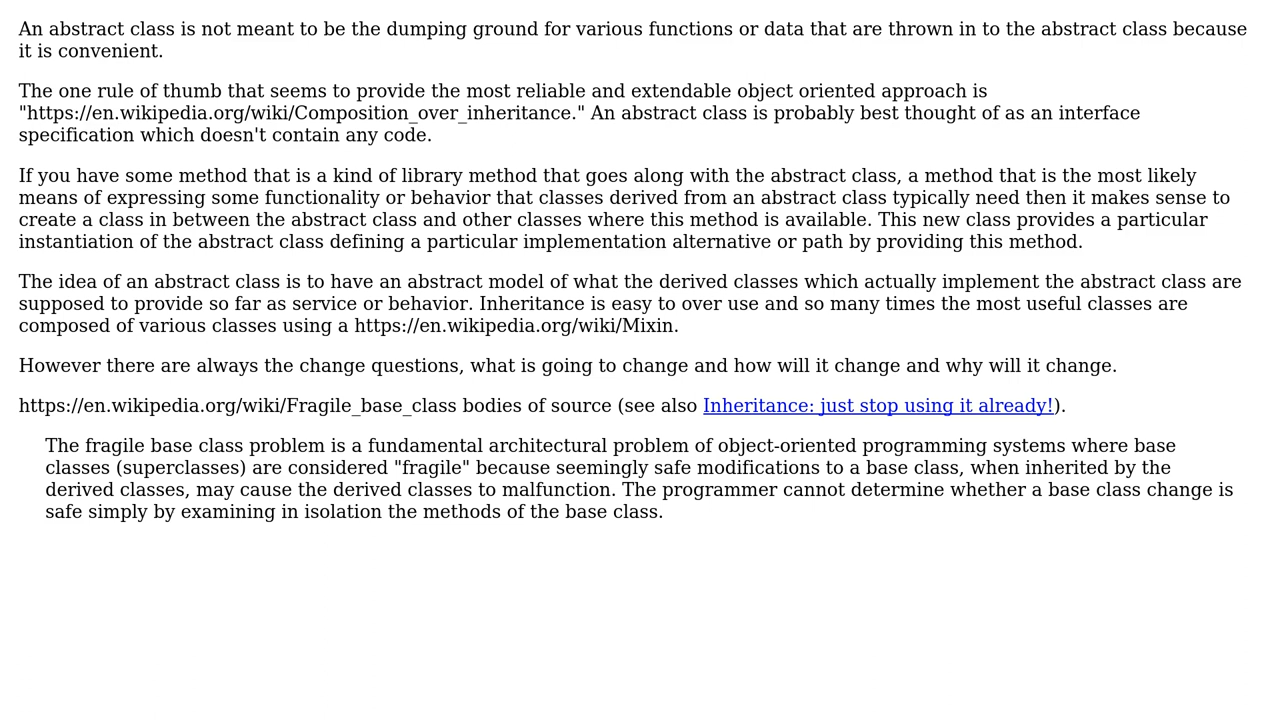 An abstract class is not meant to be the dumping ground for various functions or data that are thrown in to the abstract class because
it is convenient.
The one rule of thumb that seems to provide the most reliable and extendable object oriented approach is
"https://en.wikipedia.org/wiki/Composition_over_inheritance." An abstract class is probably best thought of as an interface
specification which doesn't contain any code.
If you have some method that is a kind of library method that goes along with the abstract class, a method that is the most likely
means of expressing some functionality or behavior that classes derived from an abstract class typically need then it makes sense to
create a class in between the abstract class and other classes where this method is available. This new class provides a particular
instantiation of the abstract class defining a particular implementation alternative or path by providing this method.
The idea of an abstract class is to have an abstract model of what the derived classes which actually implement the abstract class are
supposed to provide so far as service or behavior. Inheritance is easy to over use and so many times the most useful classes are
composed of various classes using a https://en.wikipedia.org/wiki/Mixin.
However there are always the change questions, what is going to change and how will it change and why will it change.
https://en.wikipedia.org/wiki/Fragile_base_class bodies of source (see also Inheritance: just stop using it already!).
The fragile base class problem is a fundamental architectural problem of object-oriented programming systems where base
classes (superclasses) are considered "fragile" because seemingly safe modifications to a base class, when inherited by the
derived classes, may cause the derived classes to malfunction. The programmer cannot determine whether a base class change is
safe simply by examining in isolation the methods of the base class.